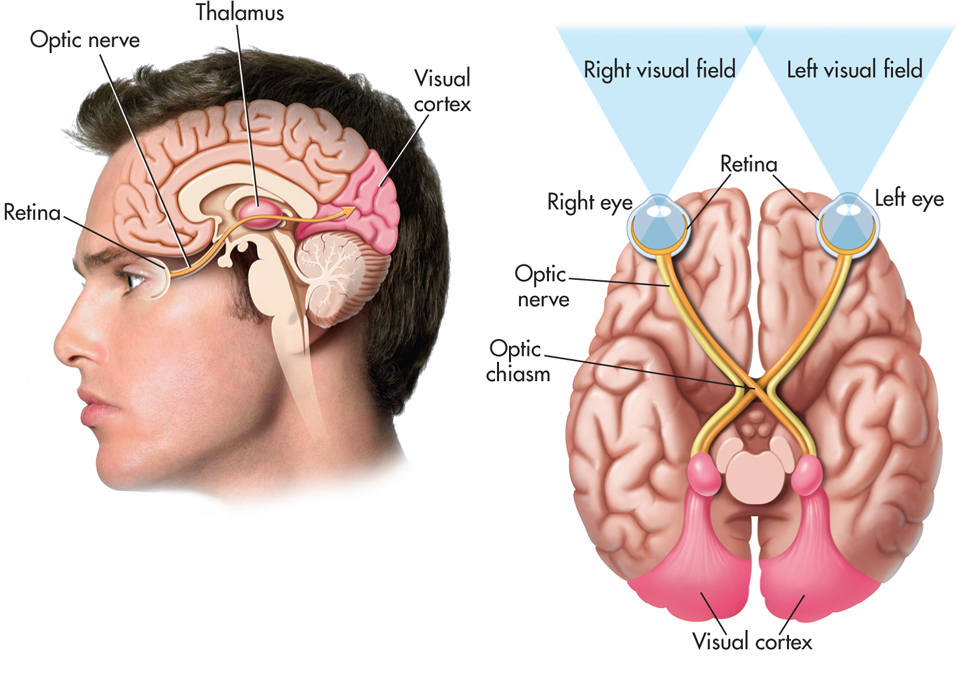 Thalamus
Optic nerve
Visual
cortex
Retina
Right visual field
Left visual field
Retina
Right eye
Left eye
Optic
nerve
Optic
chiasm
Visual cortex